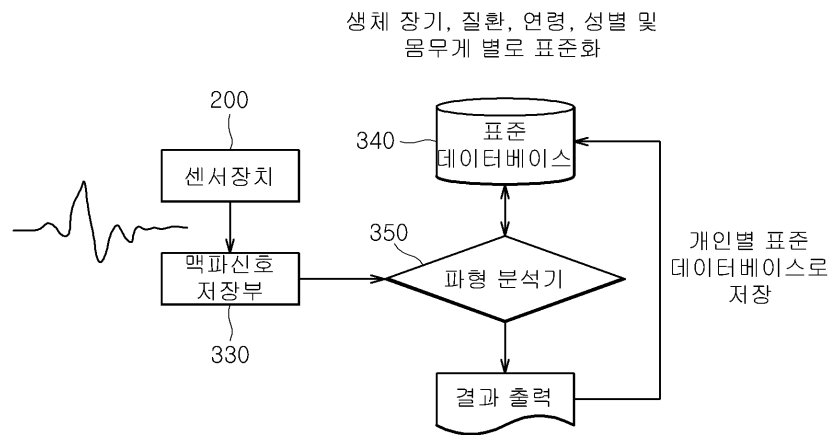 생체 장기, 질환, 연령, 성별 및
몸무게 별로 표준화
200
센서장치
340
표준
데이터베이스
350
맥파신호
저장부
330
파형 분석기
개인별 표준
데이터베이스로
저장
결과 출력